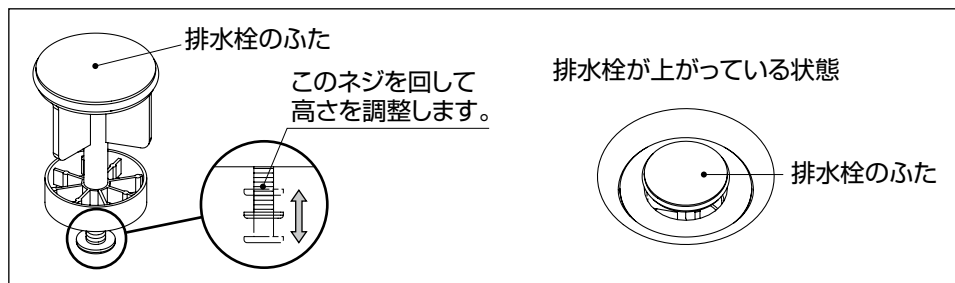 排水栓のふた
このネジを回して
高さを調整します。
排水栓が上がっている状態
排水栓のふた